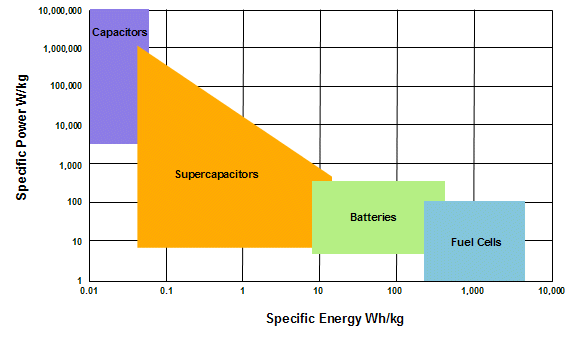 10,000,000
Capacitors
1,000,000
100,000
10,000
1,000
100
10
1
Specific Power W/kg
Supercapacitors
Batteries
Fuel Cells
0.01 0.1 1 10 100 1,000 10,000
Specific Energy Wh/kg